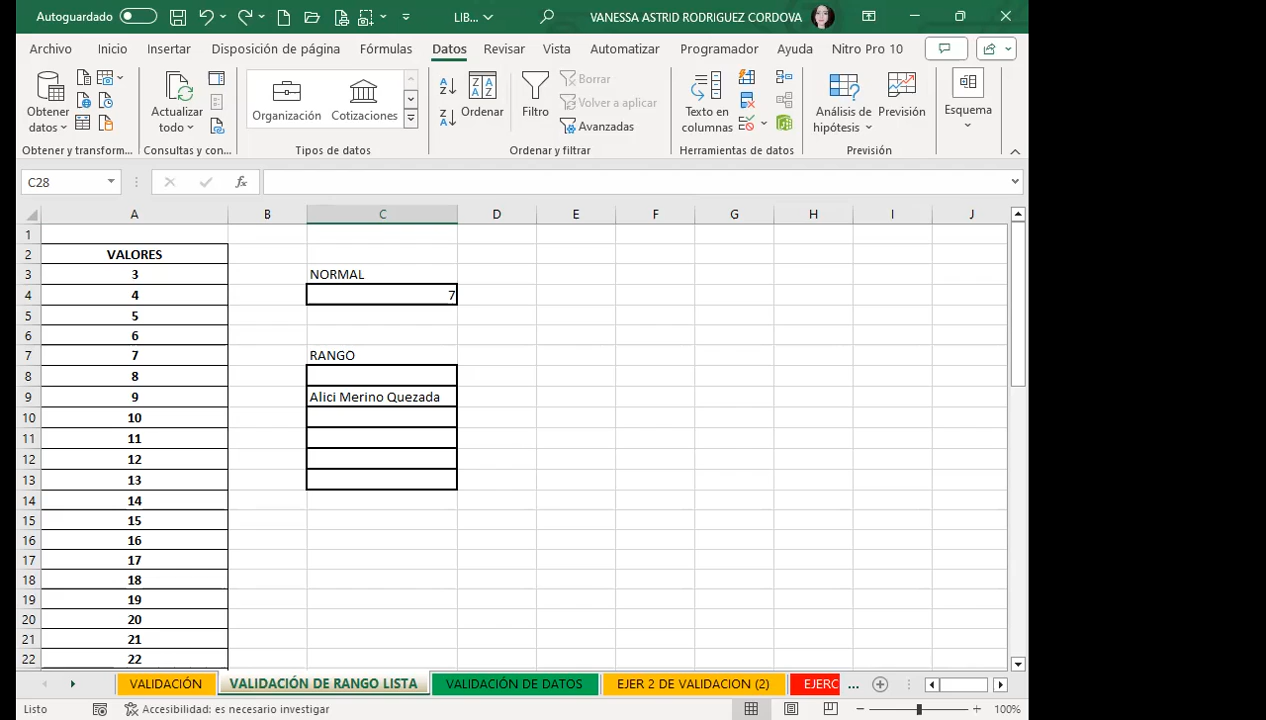 Autoguardado
LIB...
VANESSA ASTRID RODRIGUEZ CORDOVA
Archivo Inicio Insertar Disposición de página Fórmulas Datos Revisar Vista Automatizar Programador Ayuda Nitro Pro 10
Obtener datos
Actualizar todo
Organización
Cotizaciones
Ordenar
Filtro
Borrar
Volver a aplicar
Avanzadas
Texto en columnas
Análisis de hipótesis
Previsión
Esquema
Obtener y transform... Consultas y con... Tipos de datos Ordenar y filtrar Herramientas de datos Previsión
C28
fx
A B C D E F G H I J
1
2 VALORES
3 3 NORMAL
4 4 7
5 5
6 6
7 7 RANGO
8 8
9 9 Alici Merino Quezada
10 10
11 11
12 12
13 13
14 14
15 15
16 16
17 17
18 18
19 19
20 20
21 21
22 22
VALIDACIÓN VALIDACIÓN DE RANGO LISTA VALIDACIÓN DE DATOS EJER 2 DE VALIDACION (2) EJERC ...
Listo Accesibilidad: es necesario investigar 100%